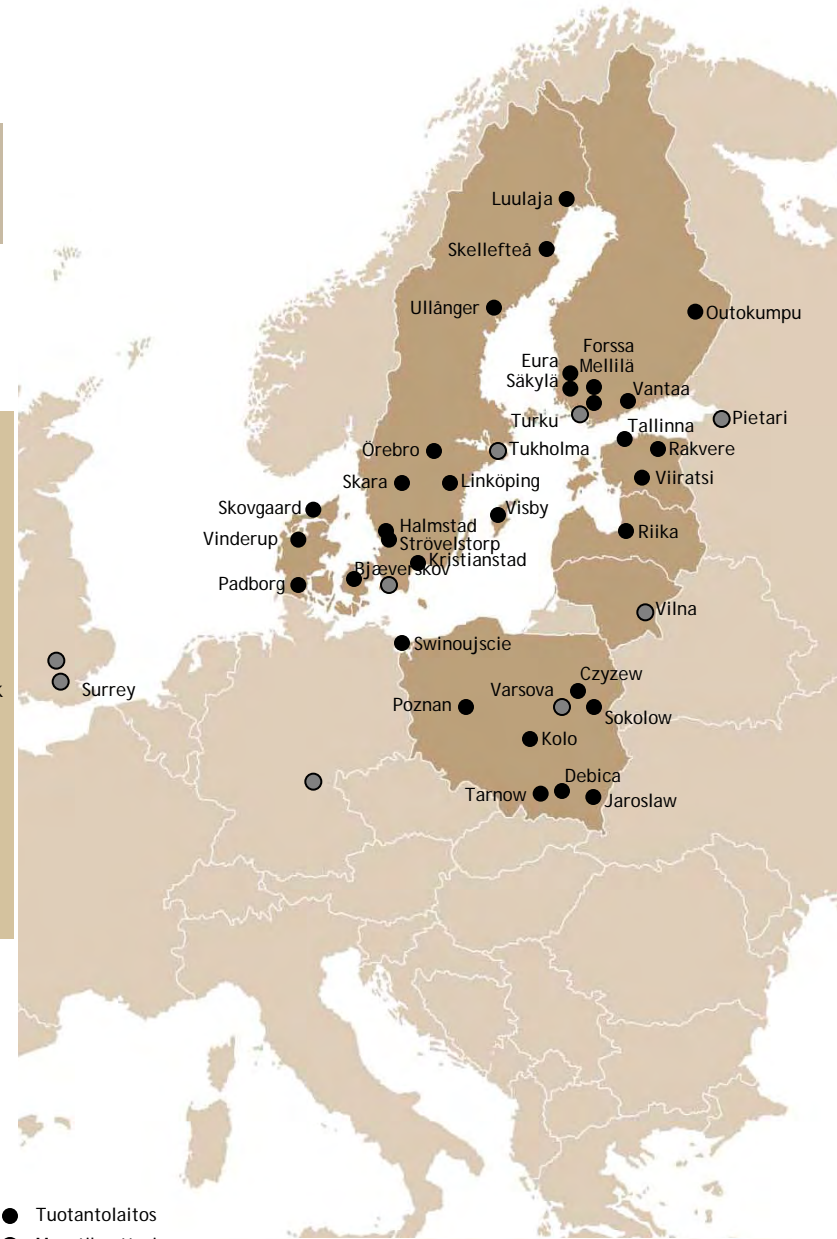 Luulaja
Skellefteå
Ullånger
Outokumpu
Forssa
Eura
Mellilä
Säkylä
Vantaa
Turku
Pietari
Tallinna
Örebro
Tukholma
Rakvere
Skara
Linköping
Viiratsi
Skovgaard
Visby
Halmstad
Vinderup
Strövelstorp
Riika
Kristianstad
Bjæverskov
Padborg
Vilna
Swinoujscie
Czyzew
Surrey
Varsova
Poznan
Sokolow
Kolo
Debica
Tarnow
Jaroslaw
Tuotantolaitos